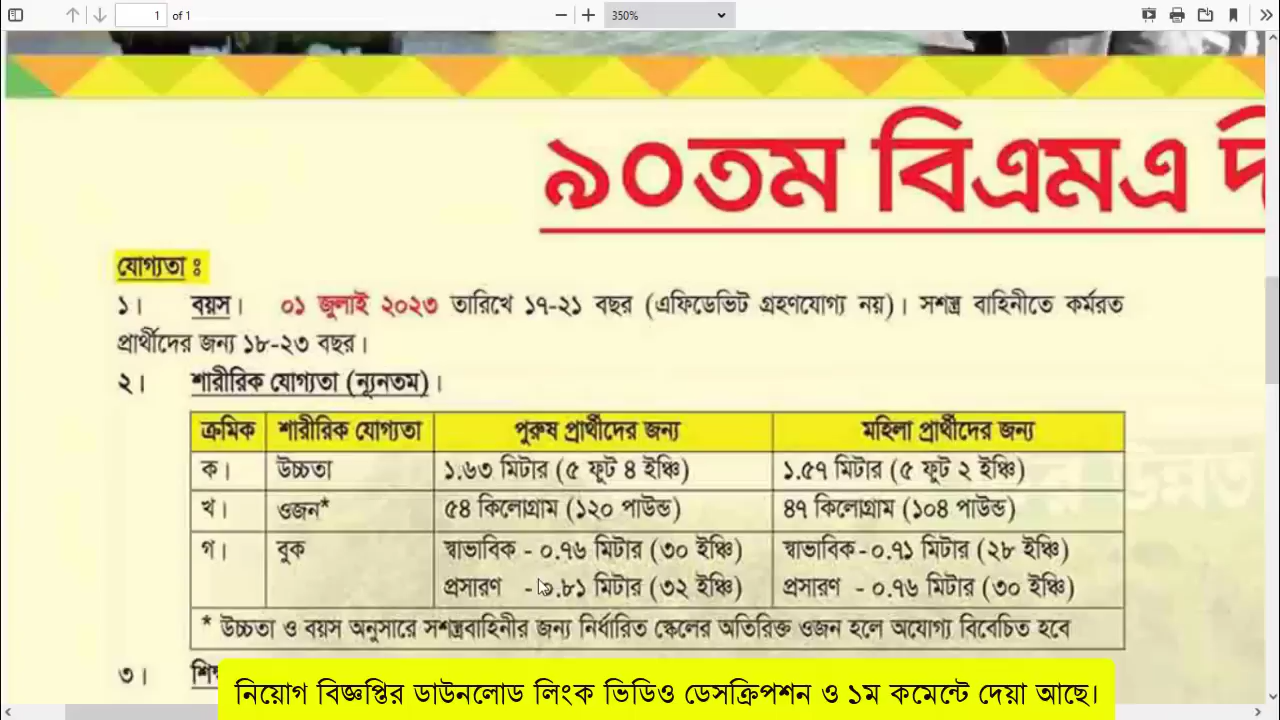 1 of 1
350%
৯০তম বিএমএ
যোগ্যতা ঃ
১। বয়স। ০১ জুলাই ২০২৩ তারিখে ১৭-২১ বছর (এফিডেভিট গ্রহণযোগ্য নয়)। সশস্ত্র বাহিনীতে কর্মরত
প্রার্থীদের জন্য ১৮-২৩ বছর।
২। শারীরিক যোগ্যতা (ন্যূনতম)।
ক্রমিক শারীরিক যোগ্যতা পুরুষ প্রার্থীদের জন্য মহিলা প্রার্থীদের জন্য
ক। উচ্চতা ১.৬৩ মিটার (৫ ফুট ৪ ইঞ্চি) ১.৫৭ মিটার (৫ ফুট ২ ইঞ্চি)
খ। ওজন* ৫৪ কিলোগ্রাম (১২০ পাউন্ড) ৪৭ কিলোগ্রাম (১০৪ পাউন্ড)
গ। বুক স্বাভাবিক - ০.৭৬ মিটার (৩০ ইঞ্চি) স্বাভাবিক -০.৭১ মিটার (২৮ ইঞ্চি)
প্রসারণ - ০.৮১ মিটার (৩২ ইঞ্চি) প্রসারণ - ০.৭৬ মিটার (৩০ ইঞ্চি)
* উচ্চতা ও বয়স অনুসারে সশস্ত্রবাহিনীর জন্য নির্ধারিত স্কেলের অতিরিক্ত ওজন হলে অযোগ্য বিবেচিত হবে
৩।
নিয়োগ বিজ্ঞপ্তির ডাউনলোড লিংক ভিডিও ডেসক্রিপশন ও ১ম কমেন্টে দেয়া আছে।